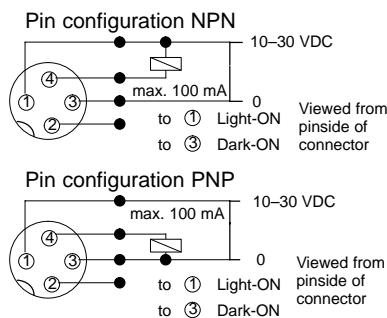 Pin configuration NPN
10–30 VDC
4
max. 100 mA
1 3 0
2
to ① Light-ON
to ③ Dark-ON
Viewed from
pinside of
connector
Pin configuration PNP
10–30 VDC
max. 100 mA
4
1 3 0
2
to ① Light-ON
to ③ Dark-ON
Viewed from
pinside of
connector